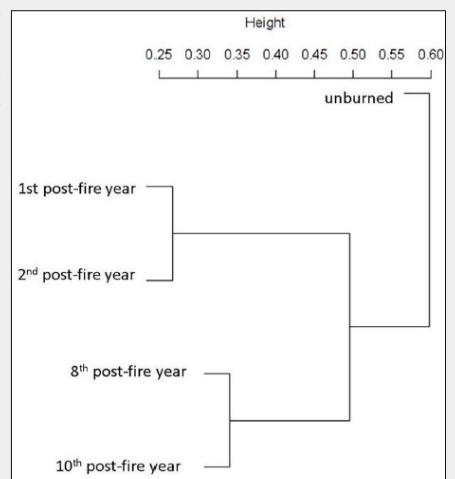 Height
0.25 0.30 0.35 0.40 0.45 0.50 0.55 0.60
unburned
1st post-fire year
2nd post-fire year
8th post-fire year
10th post-fire year